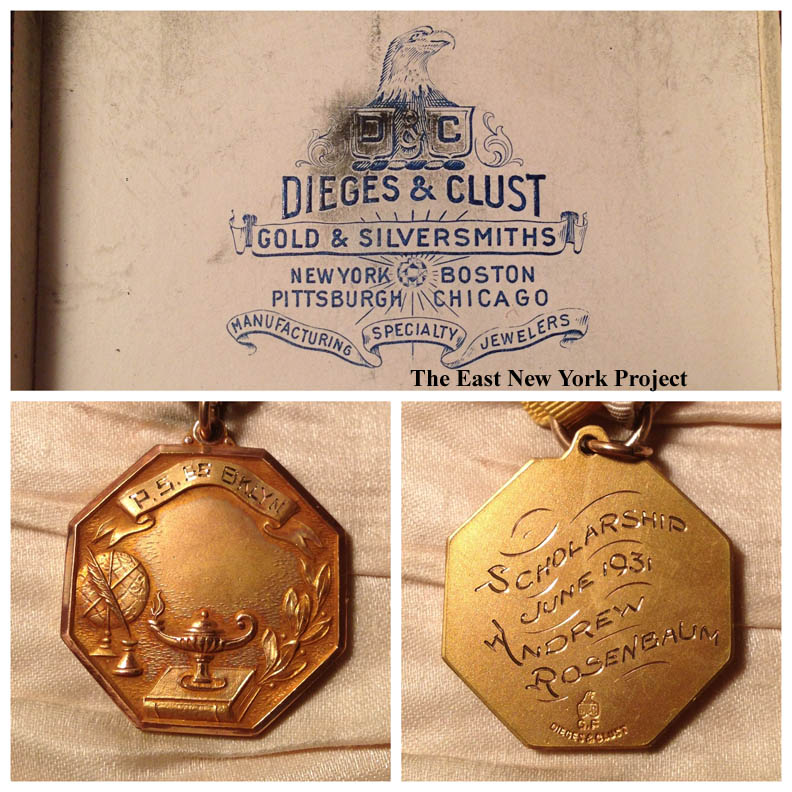 D & C
DIEGES & CLUST
GOLD & SILVERSMITHS
NEW YORK BOSTON
PITTSBURGH CHICAGO
MANUFACTURING SPECIALTY JEWELERS
The East New York Project
P.S. BKLYN
SCHOLARSHIP
JUNE 1931
ANDREW
ROSENBAUM
G.F
DIEGES & CLUST